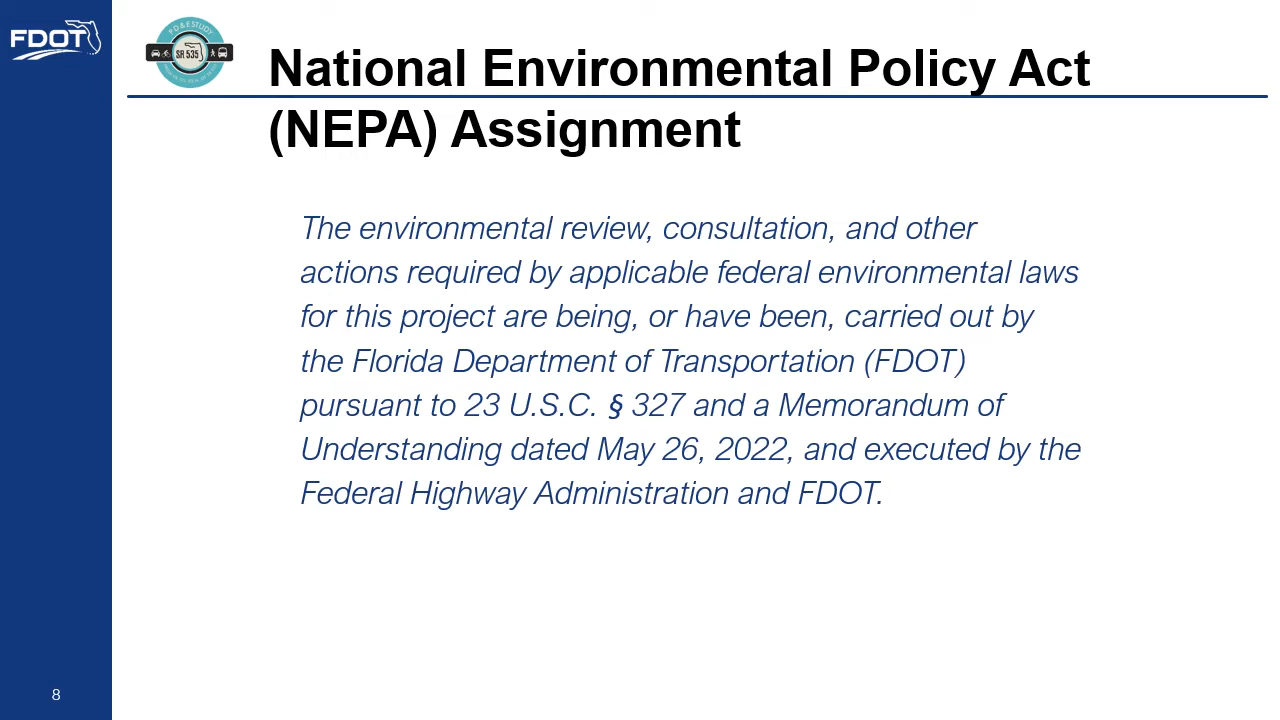 FDOT
PD&E STUDY
SR 535
National Environmental Policy Act
(NEPA) Assignment
The environmental review, consultation, and other
actions required by applicable federal environmental laws
for this project are being, or have been, carried out by
the Florida Department of Transportation (FDOT)
pursuant to 23 U.S.C. § 327 and a Memorandum of
Understanding dated May 26, 2022, and executed by the
Federal Highway Administration and FDOT.
8